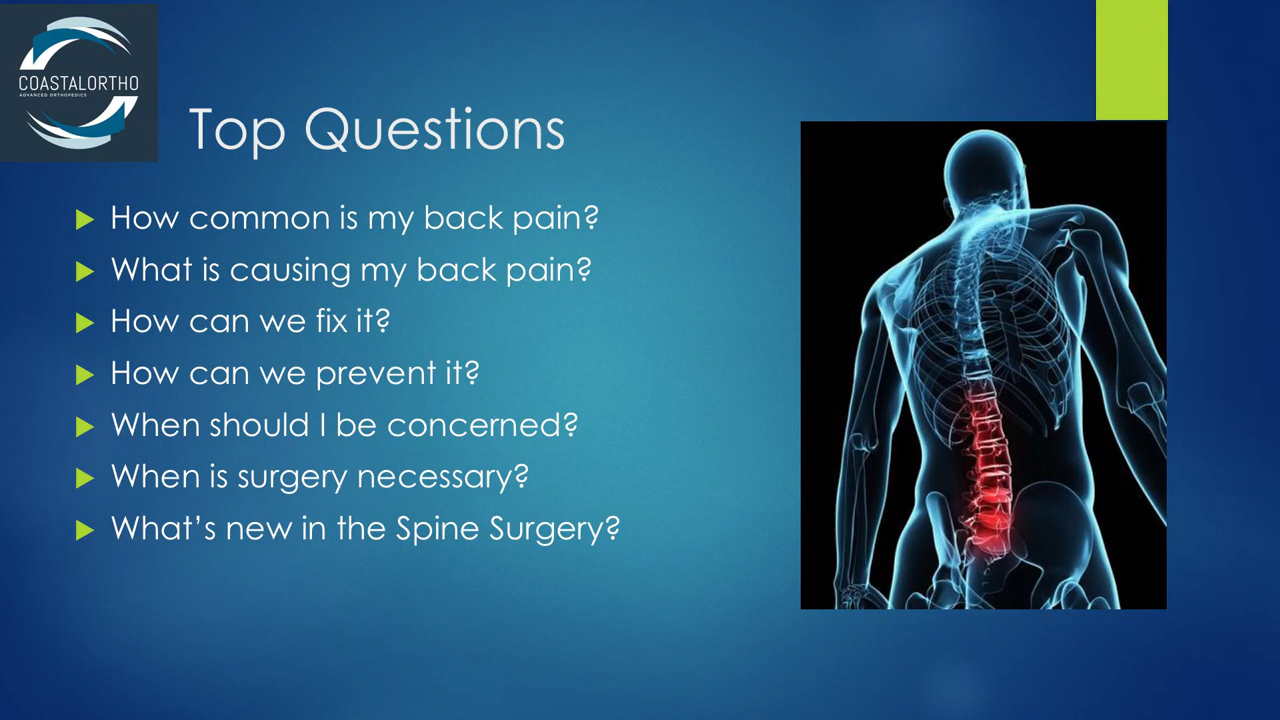 COASTALORTHO
ADVANCED ORTHOPEDICS
Top Questions
How common is my back pain?
What is causing my back pain?
How can we fix it?
How can we prevent it?
When should I be concerned?
When is surgery necessary?
What’s new in the Spine Surgery?